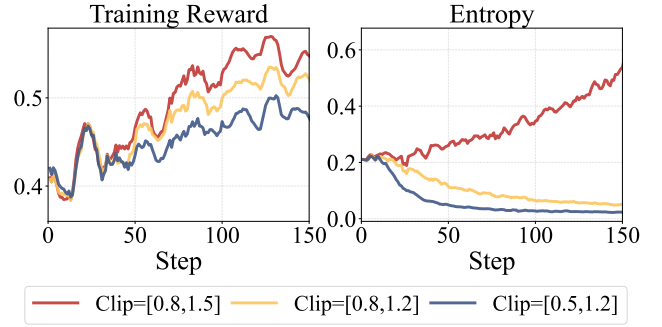 Training Reward
0.5
0.4
0
50
100
150
Step
Entropy
0.6
0.4
0.2
0.0
0
50
100
150
Step
Clip=[0.8,1.5]
Clip=[0.8,1.2]
Clip=[0.5,1.2]